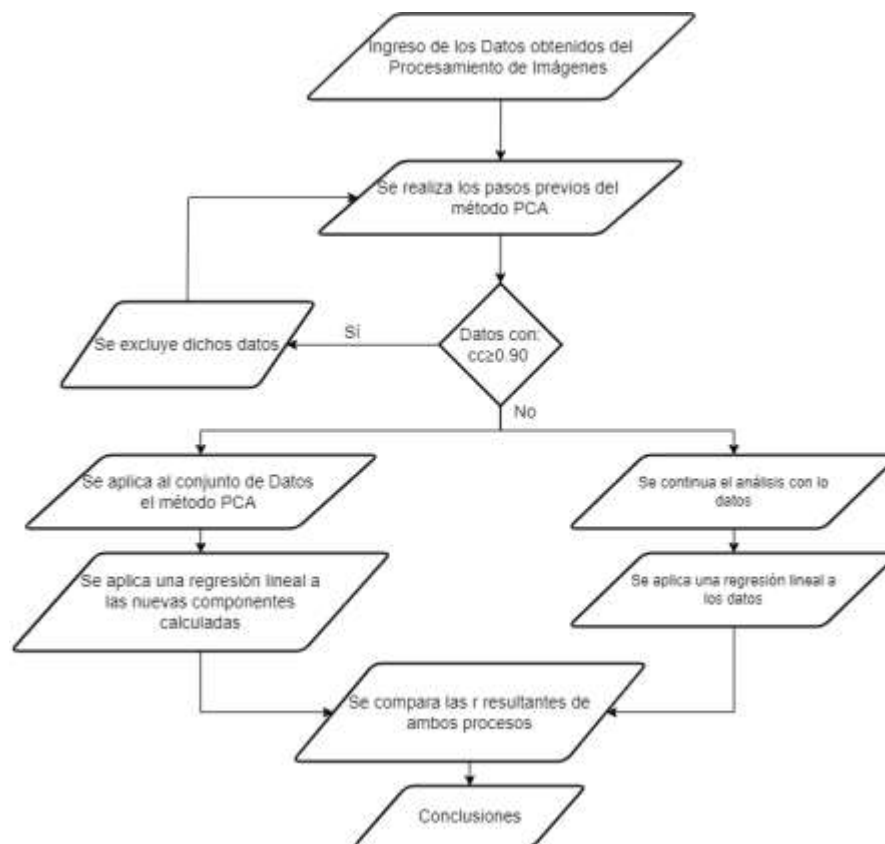 Ingreso de los Datos obtenidos del
Procesamiento de Imágenes
Se realiza los pasos previos del
método PCA
Se excluye dichos datos
Sí
Datos con:
cc≥0.90
No
Se aplica al conjunto de Datos
el método PCA
Se continua el análisis con lo
datos
Se aplica una regresión lineal a
las nuevas componentes
calculadas
Se aplica una regresión lineal a
los datos
Se compara las r resultantes de
ambos procesos
Conclusiones